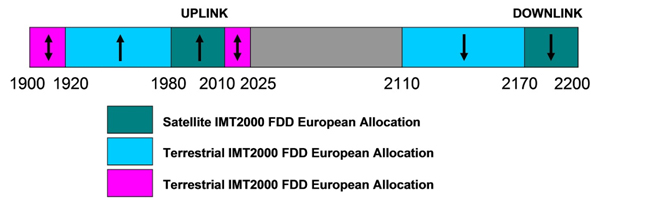 UPLINK DOWNLINK
1900 1920 1980 2010 2025 2110 2170 2200
Satellite IMT2000 FDD European Allocation
Terrestrial IMT2000 FDD European Allocation
Terrestrial IMT2000 FDD European Allocation